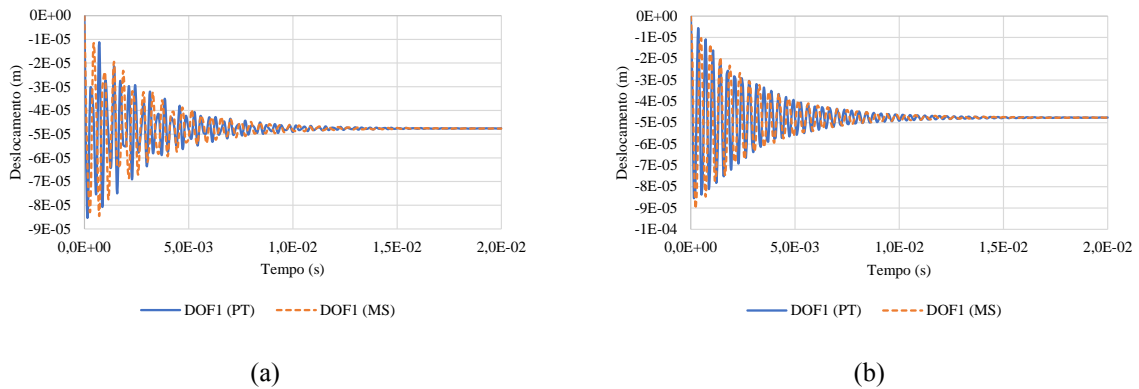 0E+00
-1E-05
-2E-05
-3E-05
-4E-05
-5E-05
-6E-05
-7E-05
-8E-05
-9E-05
Deslocamento (m)
0,0E+00 5,0E-03 1,0E-02 1,5E-02 2,0E-02
Tempo (s)
DOF1 (PT) DOF1 (MS)
(a)
0E+00
-1E-05
-2E-05
-3E-05
-4E-05
-5E-05
-6E-05
-7E-05
-8E-05
-9E-05
-1E-04
Deslocamento (m)
0,0E+00 5,0E-03 1,0E-02 1,5E-02 2,0E-02
Tempo (s)
DOF1 (PT) DOF1 (MS)
(b)